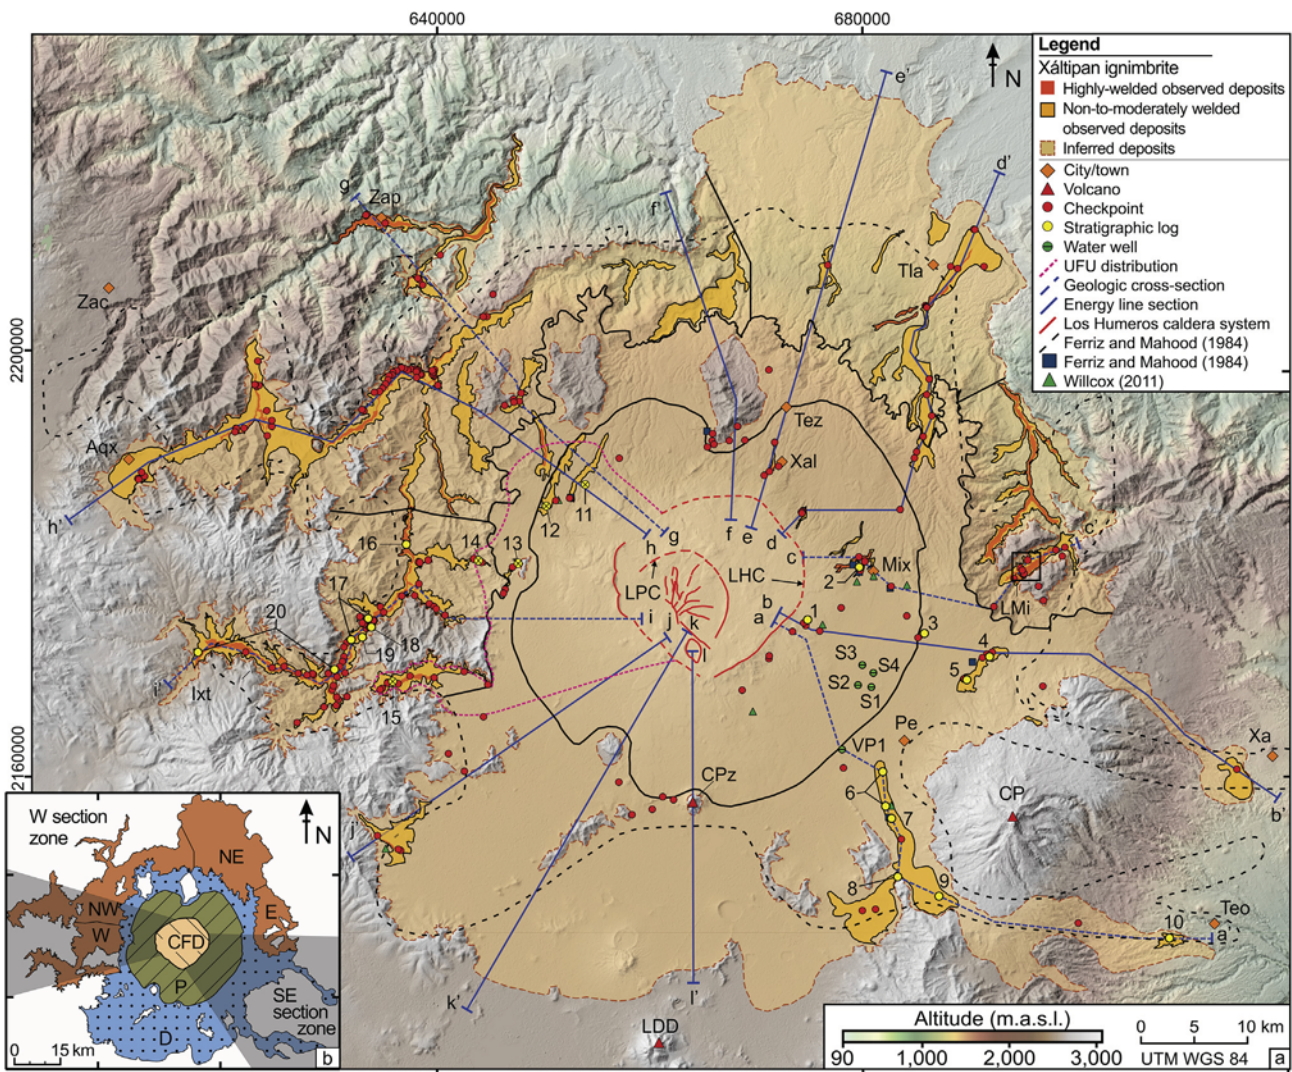 640000
680000
2200000
2160000
N
Legend
Xáltipan ignimbrite
Highly-welded observed deposits
Non-to-moderately welded
observed deposits
Inferred deposits
City/town
Volcano
Checkpoint
Stratigraphic log
Water well
UFU distribution
Geologic cross-section
Energy line section
Los Humeros caldera system
Ferriz and Mahood (1984)
Ferriz and Mahood (1984)
Willcox (2011)
e'
d'
g'
Zap
f'
Tla
Zac
Tez
Aqx
Xal
h'
12
11
h
g
f
e
d
c'
16
14
13
c
Mix
2
LPC
LHC
LMi
17
b
a
1
i
j
k
l
3
20
18
19
S3
S4
4
5
S2
S1
i'
Ixt
15
Pe
VP1
Xa
CPz
6
7
CP
b'
j'
8
9
Teo
10
a'
k'
l'
LDD
W section
zone
N
NE
NW
W
E
CFD
P
D
SE
section
zone
0 15 km
b
Altitude (m.a.s.l.)
90 1,000 2,000 3,000
0 5 10 km
UTM WGS 84
a